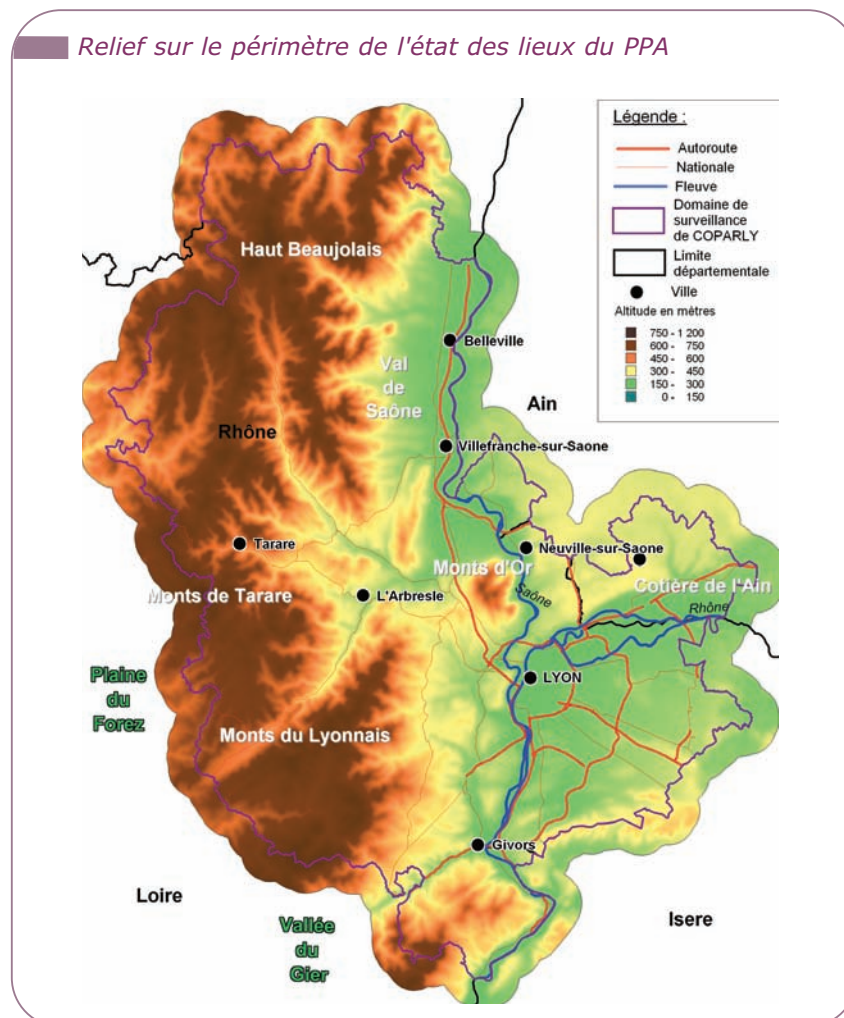 Relief sur le périmètre de l'état des lieux du PPA
Légende :
Autoroute
Nationale
Fleuve
Domaine de
surveillance
de COPARLY
Limite
départementale
Ville
Altitude en mètres
750 - 1 200
600 - 750
450 - 600
300 - 450
150 - 300
0 - 150
Haut Beaujolais
Belleville
Val
de
Saône
Ain
Rhône
Villefranche-sur-Saone
Tarare
Neuville-sur-Saone
Monts d'Or
Cotière de l'Ain
Saône
Rhône
Monts de Tarare
L'Arbresle
Plaine
du
Forez
LYON
Monts du Lyonnais
Givors
Loire
Isere
Vallée
du
Gier